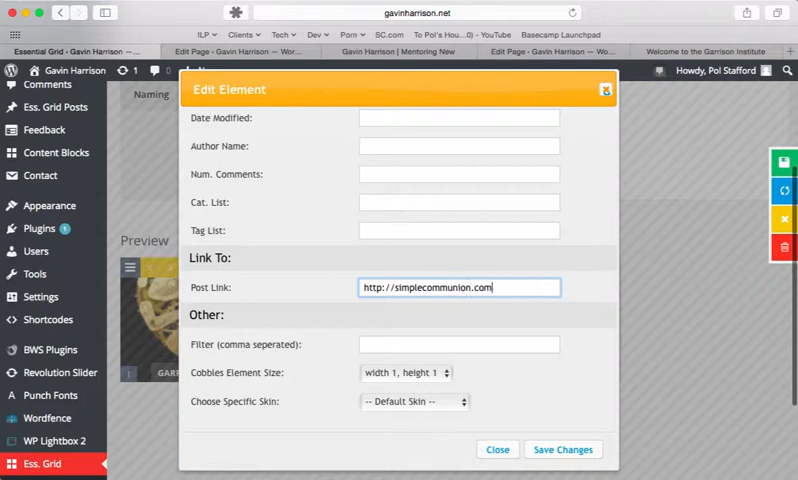 gavinharrison.net
ILP Clients Tech Dev Porn SC.com To Pol's Hou...0) - YouTube Basecamp Launchpad
Essential Grid < Gavin Harrison —... Edit Page < Gavin Harrison — Wor... Gavin Harrison | Mentoring New Edit Page < Gavin Harrison — Wo... Welcome to the Garrison Institute
Gavin Harrison 1 0 Howdy, Pol Stafford
Comments
Ess. Grid Posts
Feedback
Content Blocks
Contact
Appearance
Plugins 1
Users
Tools
Settings
Shortcodes
BWS Plugins
Revolution Slider
Punch Fonts
Wordfence
WP Lightbox 2
Ess. Grid
Naming
Preview
1
Edit Element
Date Modified:
Author Name:
Num. Comments:
Cat. List:
Tag List:
Link To:
Post Link: http://simplecommunion.com
Other:
Filter (comma seperated):
Cobbles Element Size: width 1, height 1
Choose Specific Skin: -- Default Skin --
Close Save Changes